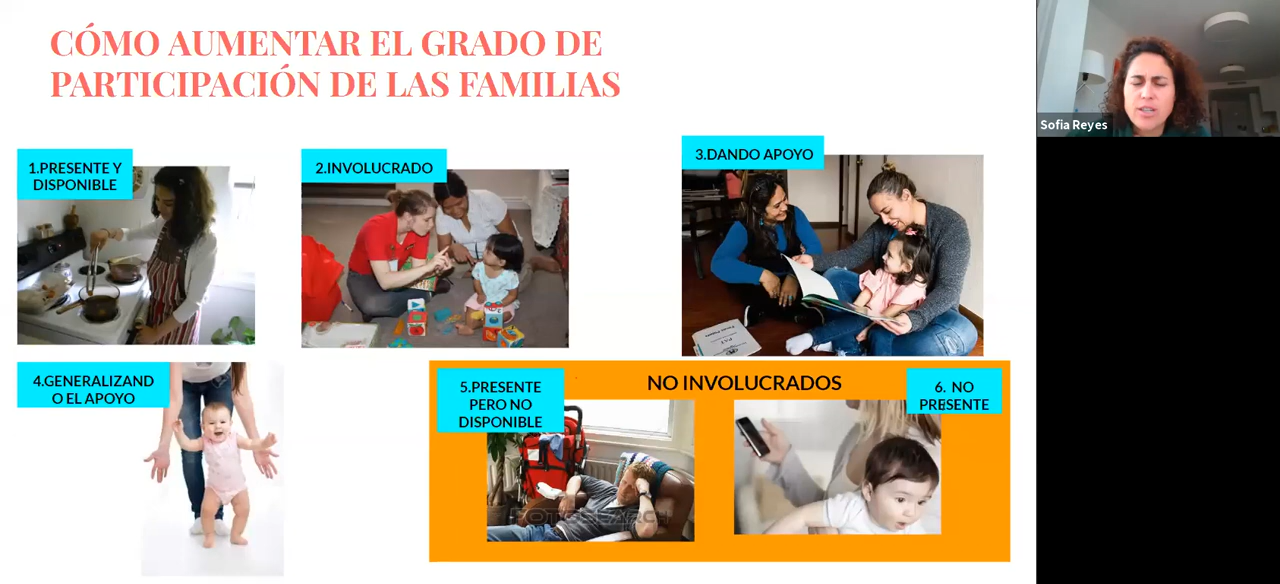 CÓMO AUMENTAR EL GRADO DE
PARTICIPACIÓN DE LAS FAMILIAS
Sofia Reyes
1.PRESENTE Y
DISPONIBLE
2.INVOLUCRADO
3.DANDO APOYO
4.GENERALIZAND
O EL APOYO
NO INVOLUCRADOS
5.PRESENTE
PERO NO
DISPONIBLE
6. NO
PRESENTE
FOTOSEARCH